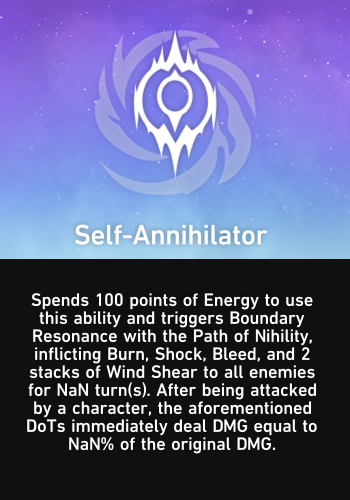 Self-Annihilator
Spends 100 points of Energy to use
this ability and triggers Boundary
Resonance with the Path of Nihility,
inflicting Burn, Shock, Bleed, and 2
stacks of Wind Shear to all enemies
for NaN turn(s). After being attacked
by a character, the aforementioned
DoTs immediately deal DMG equal to
NaN% of the original DMG.